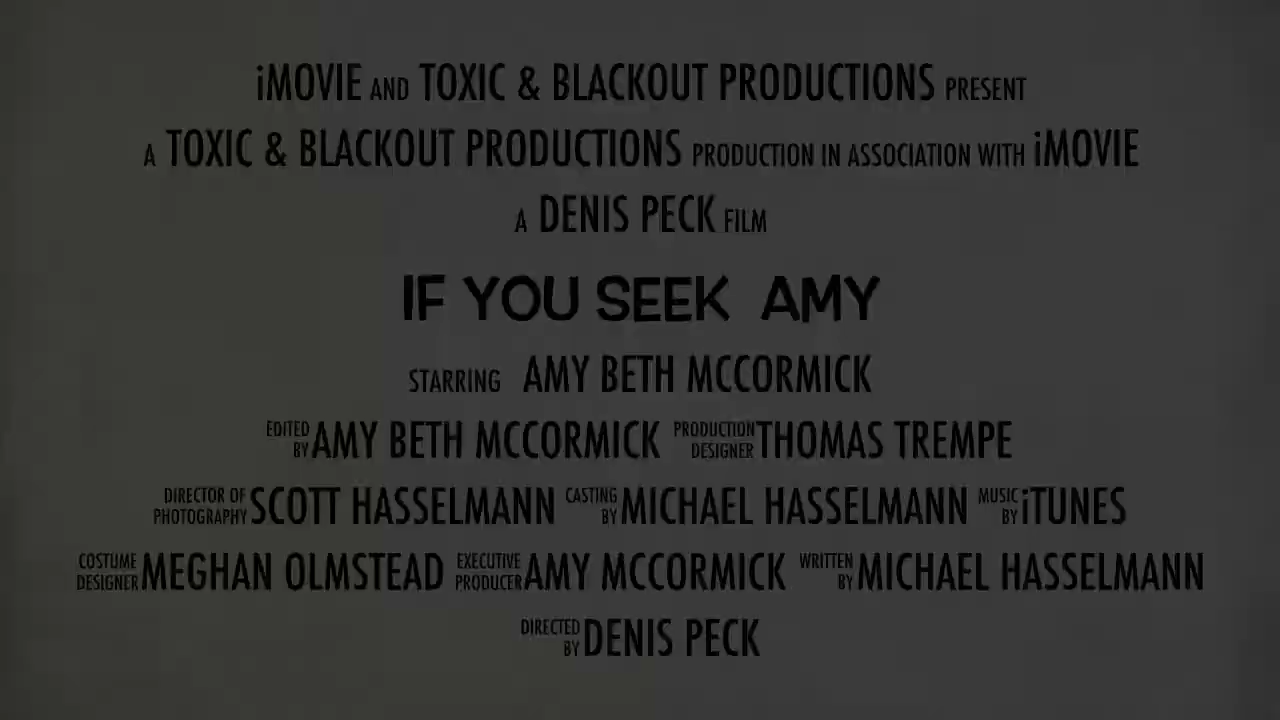 iMOVIE AND TOXIC & BLACKOUT PRODUCTIONS PRESENT
A TOXIC & BLACKOUT PRODUCTIONS PRODUCTION IN ASSOCIATION WITH iMOVIE
A DENIS PECK FILM
IF YOU SEEK AMY
STARRING AMY BETH MCCORMICK
EDITED BY AMY BETH MCCORMICK PRODUCTION DESIGNER THOMAS TREMPE
DIRECTOR OF PHOTOGRAPHY SCOTT HASSELMANN CASTING BY MICHAEL HASSELMANN MUSIC BY iTUNES
COSTUME DESIGNER MEGHAN OLMSTEAD EXECUTIVE PRODUCER AMY MCCORMICK WRITTEN BY MICHAEL HASSELMANN
DIRECTED BY DENIS PECK